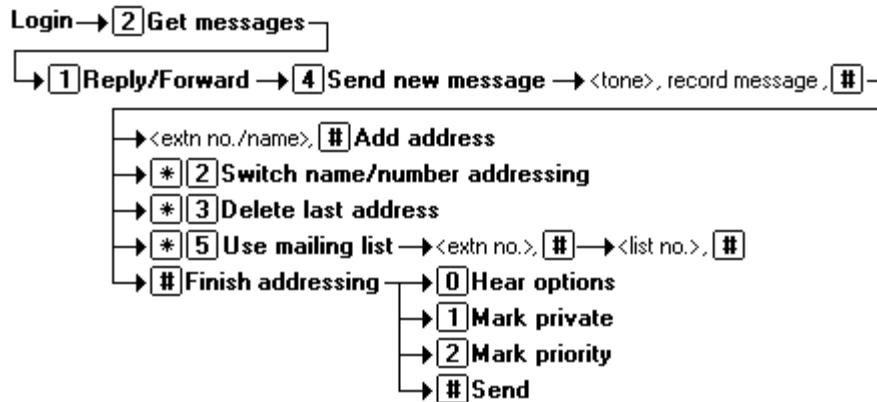 Login 2 Get messages
1 Reply/Forward 4 Send new message <tone>, record message , #
<extn no./name>, # Add address
* 2 Switch name/number addressing
* 3 Delete last address
* 5 Use mailing list <extn no.>, # <list no.>, #
# Finish addressing 0 Hear options
1 Mark private
2 Mark priority
# Send